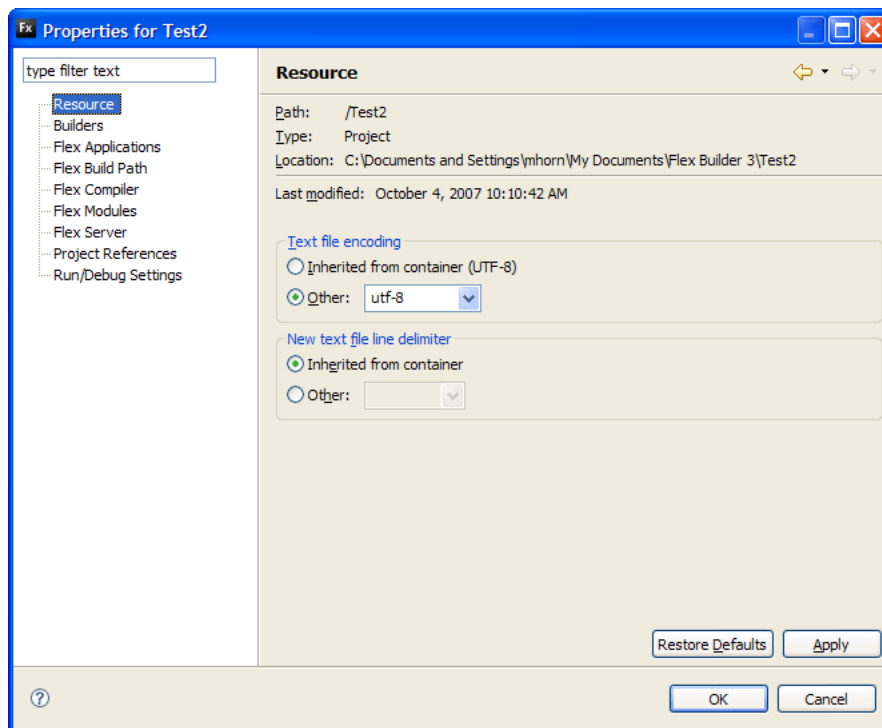 Fx Properties for Test2
type filter text
Resource
Builders
Flex Applications
Flex Build Path
Flex Compiler
Flex Modules
Flex Server
Project References
Run/Debug Settings
Resource
Path: /Test2
Type: Project
Location: C:\Documents and Settings\mhorn\My Documents\Flex Builder 3\Test2
Last modified: October 4, 2007 10:10:42 AM
Text file encoding
Inherited from container (UTF-8)
Other: utf-8
New text file line delimiter
Inherited from container
Other:
Restore Defaults Apply
? OK Cancel